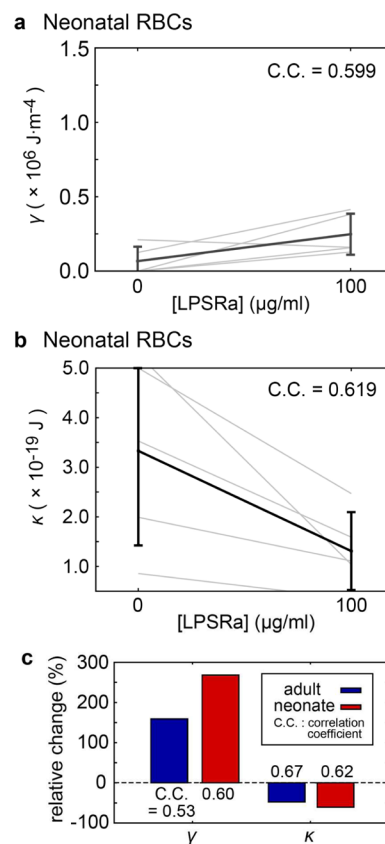 a Neonatal RBCs
C.C. = 0.599
γ ( × 10⁶ J·m⁻⁴)
1.5
1.0
0.5
0.0
0 100
[LPSRa] (µg/ml)
b Neonatal RBCs
C.C. = 0.619
κ ( × 10⁻¹⁹ J)
5.0
4.0
3.0
2.0
1.0
0 100
[LPSRa] (µg/ml)
c
relative change (%)
300
200
100
0
-100
adult
neonate
C.C. : correlation
coefficient
C.C.
= 0.53
0.60
0.67
0.62
γ κ